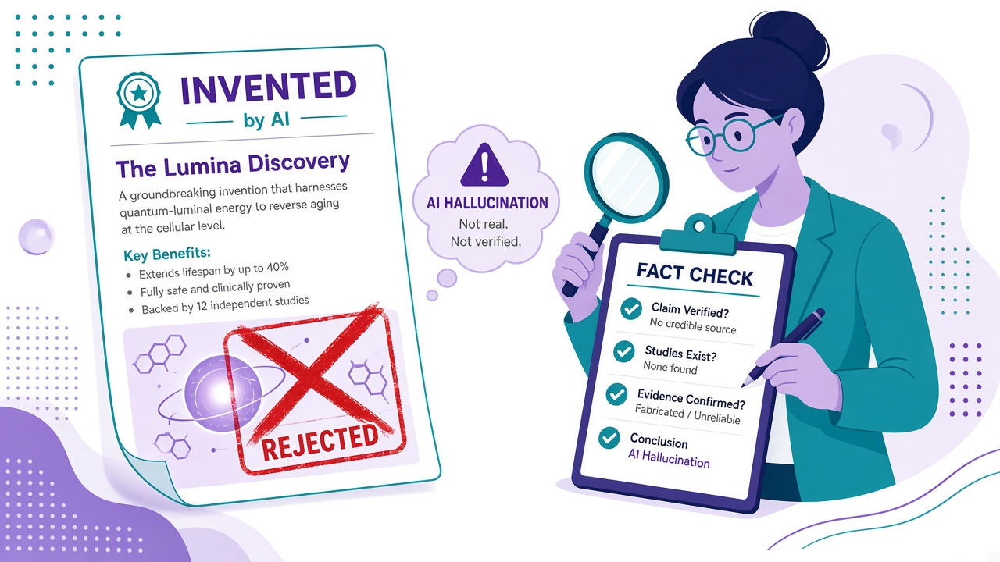 INVENTED
by AI
The Lumina Discovery
A groundbreaking invention that harnesses
quantum-luminal energy to reverse aging
at the cellular level.
Key Benefits:
• Extends lifespan by up to 40%
• Fully safe and clinically proven
• Backed by 12 independent studies
REJECTED
!
AI HALLUCINATION
Not real.
Not verified.
FACT CHECK
Claim Verified?
No credible source
Studies Exist?
None found
Evidence Confirmed?
Fabricated / Unreliable
Conclusion
AI Hallucination